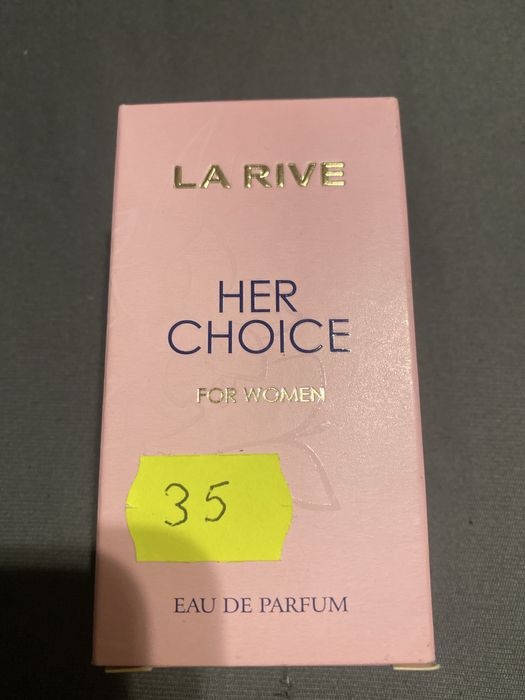 LA RIVE
HER
CHOICE
FOR WOMEN
35
EAU DE PARFUM